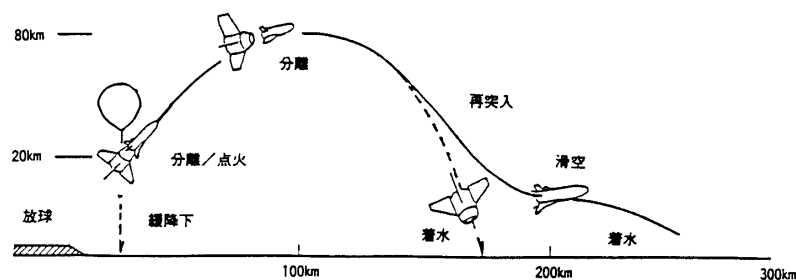 80km
分離
再突入
20km
分離/点火
滑空
放球
緩降下
着水
着水
100km
200km
300km